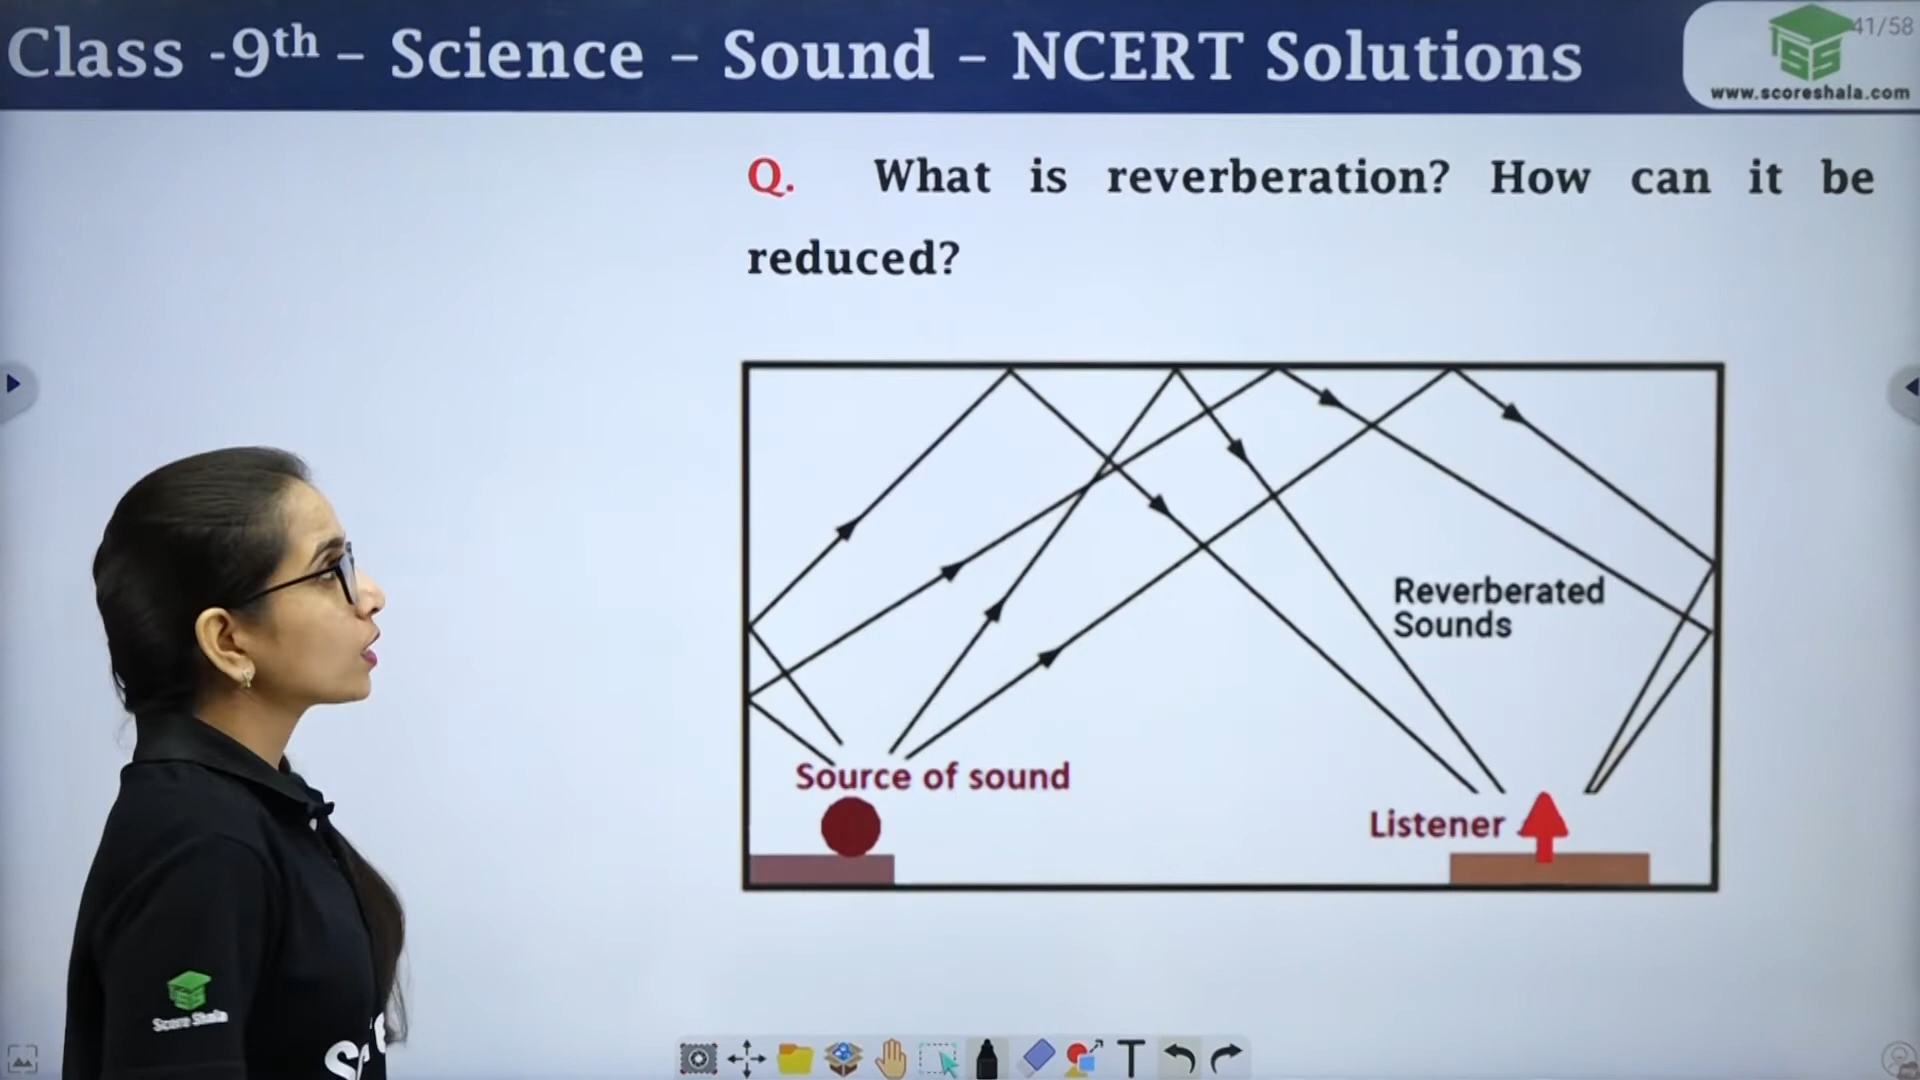 Class -9th – Science – Sound – NCERT Solutions
41/58
www.scoreshala.com
Q. What is reverberation? How can it be
reduced?
Reverberated
Sounds
Source of sound
Listener
Score Shala